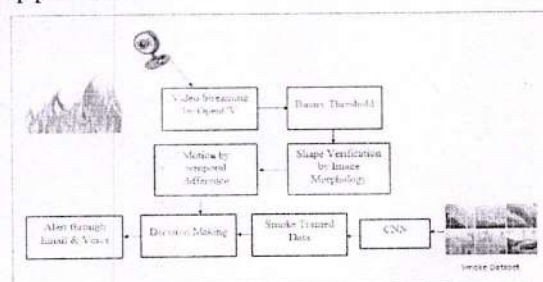 Video Streaming
by OpenCV
Binary Threshold
Motion by
temporal
difference
Shape Verification
by Image
Morphology
Alert through
Email & Voice
Decision Making
Smoke Trained
Data
CNN
Smoke Dataset